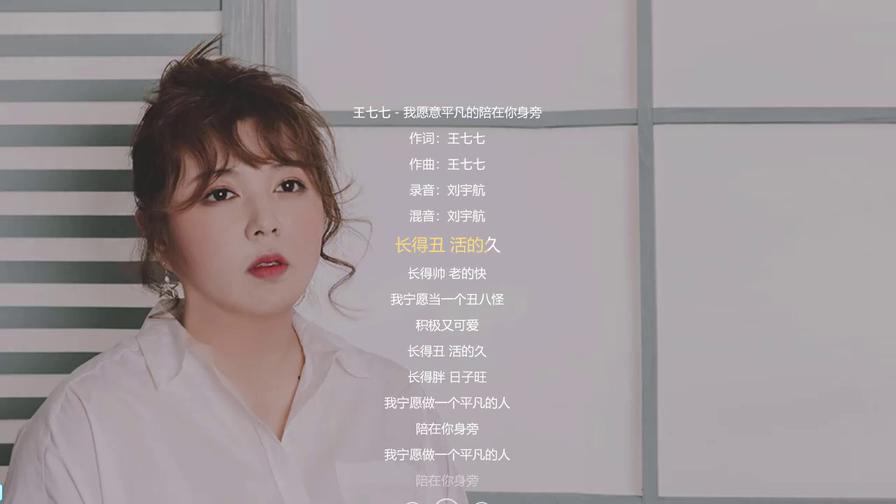 王七七 - 我愿意平凡的陪在你身旁
作词：王七七
作曲：王七七
录音：刘宇航
混音：刘宇航
长得丑 活的久
长得帅 老的快
我宁愿当一个丑八怪
积极又可爱
长得丑 活的久
长得胖 日子旺
我宁愿做一个平凡的人
陪在你身旁
我宁愿做一个平凡的人
陪在你身旁